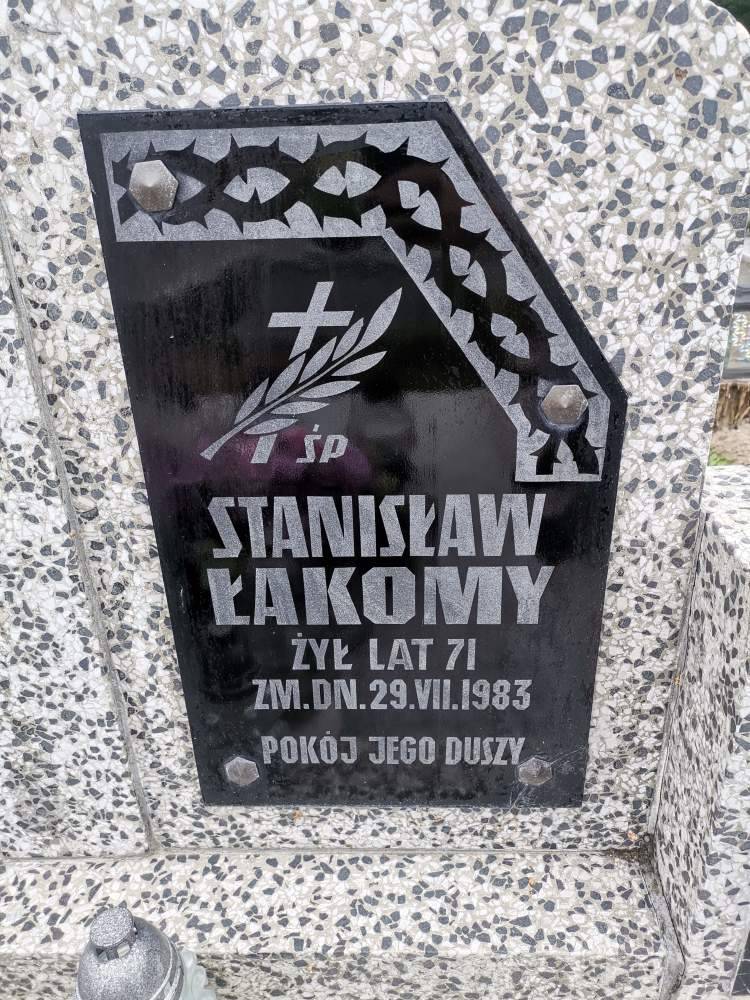 ŚP
STANISŁAW
ŁAKOMY
ŻYŁ LAT 71
ZM.DN.29.VII.1983
POKÓJ JEGO DUSZY